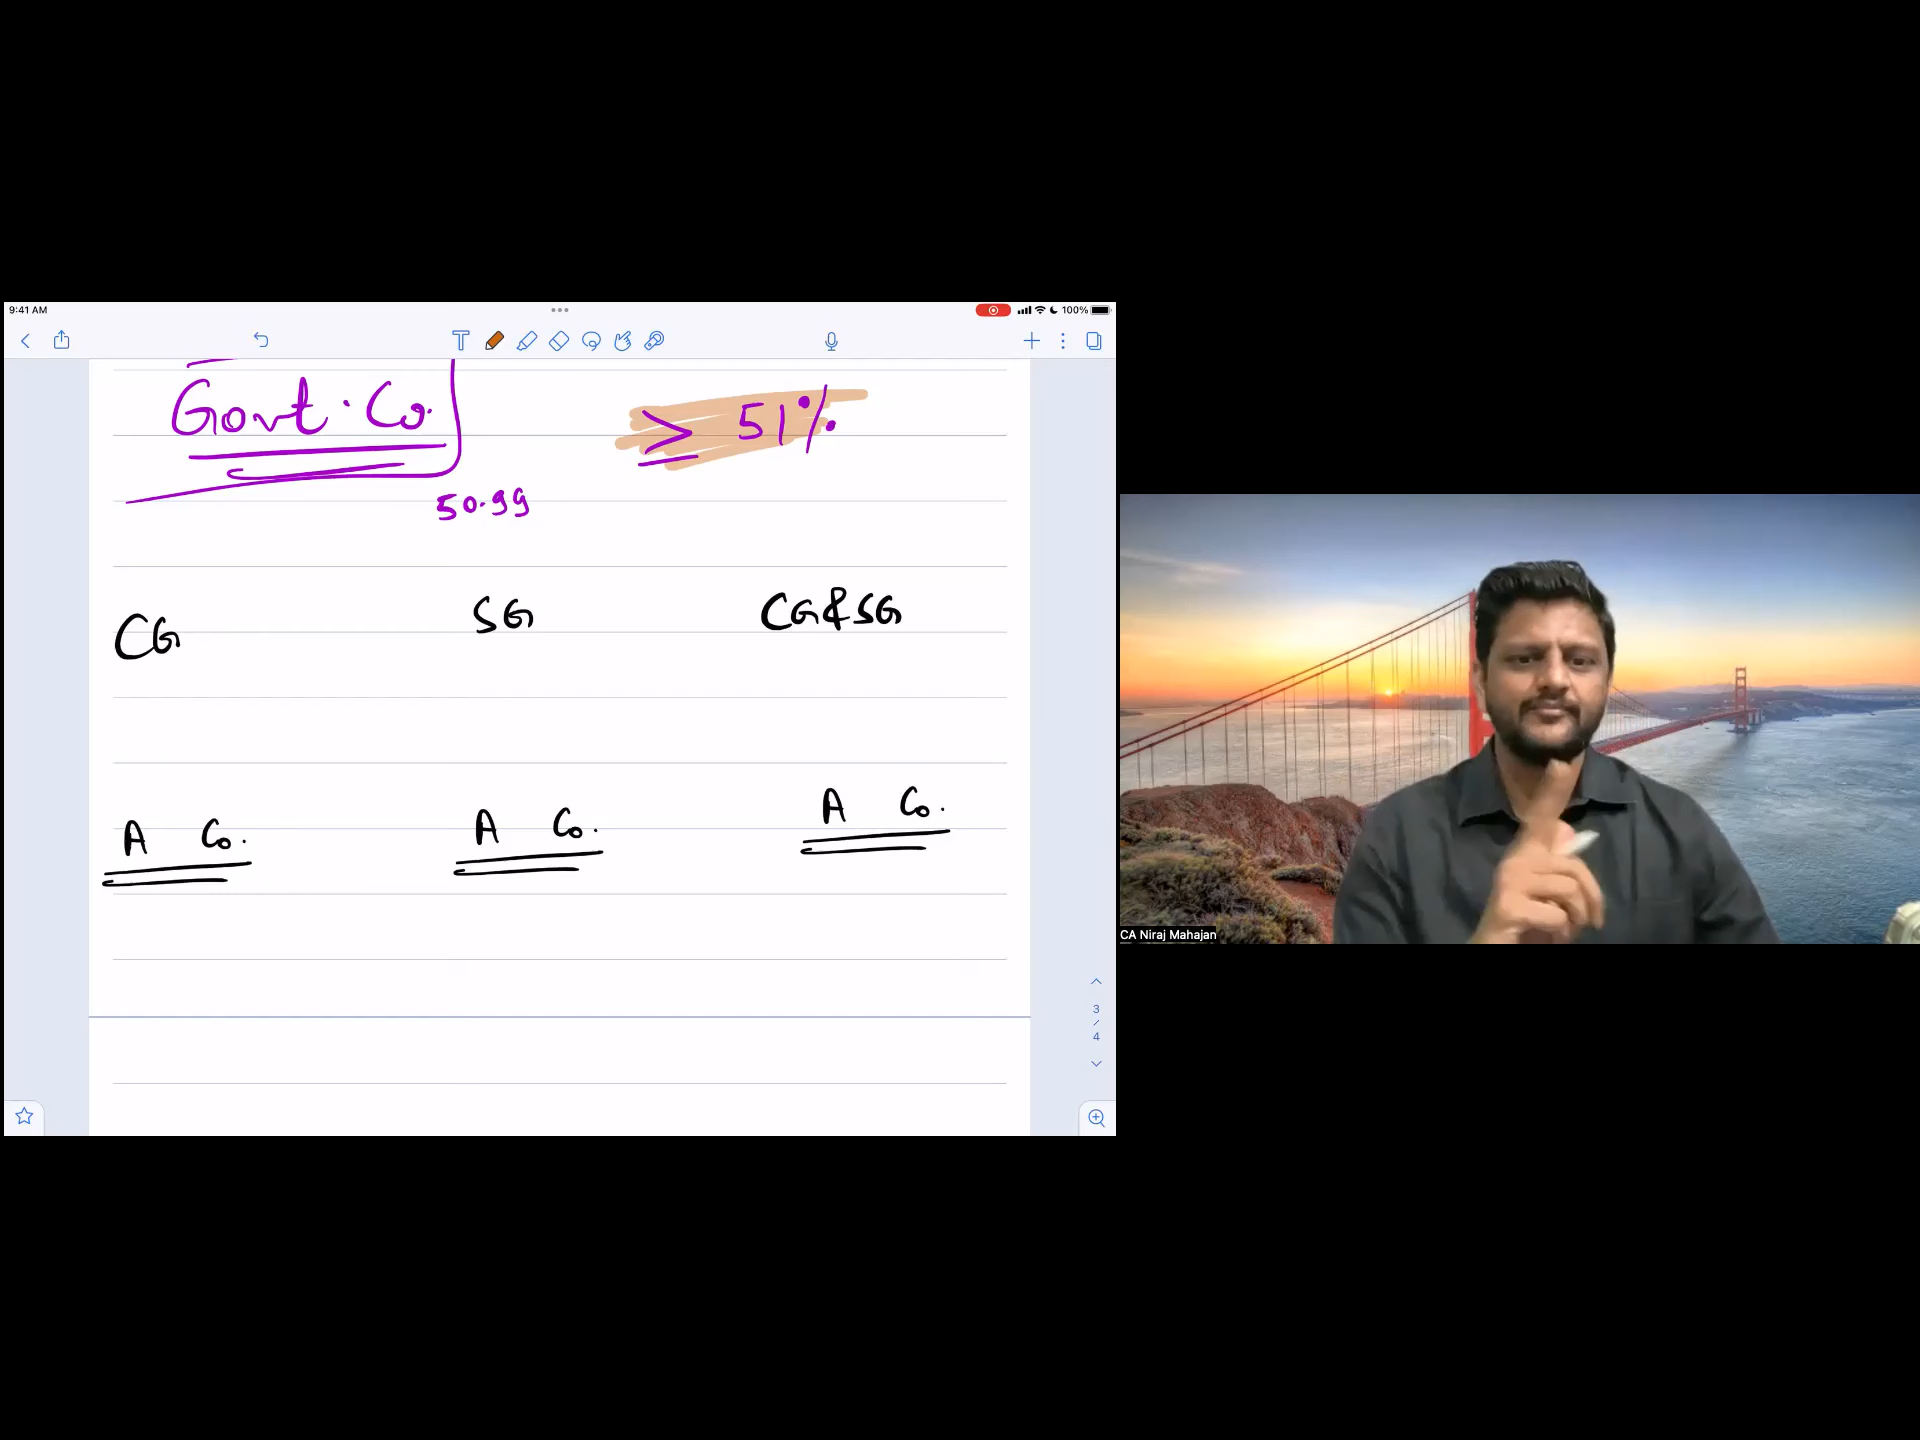 9:41 AM
100%
Govt. Co.
≥ 51%
50.99
CG SG CG & SG
A Co. A Co. A Co.
3
/
4
CA Niraj Mahajan